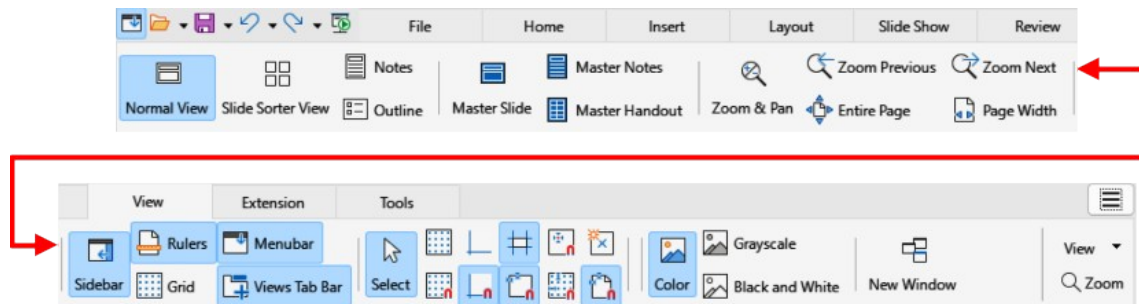 File Home Insert Layout Slide Show Review
Notes Master Notes Zoom Previous Zoom Next
Normal View Slide Sorter View Outline Master Slide Master Handout Zoom & Pan Entire Page Page Width
View Extension Tools
Rulers Menubar Grayscale View
Sidebar Grid Views Tab Bar Select Color Black and White New Window Zoom